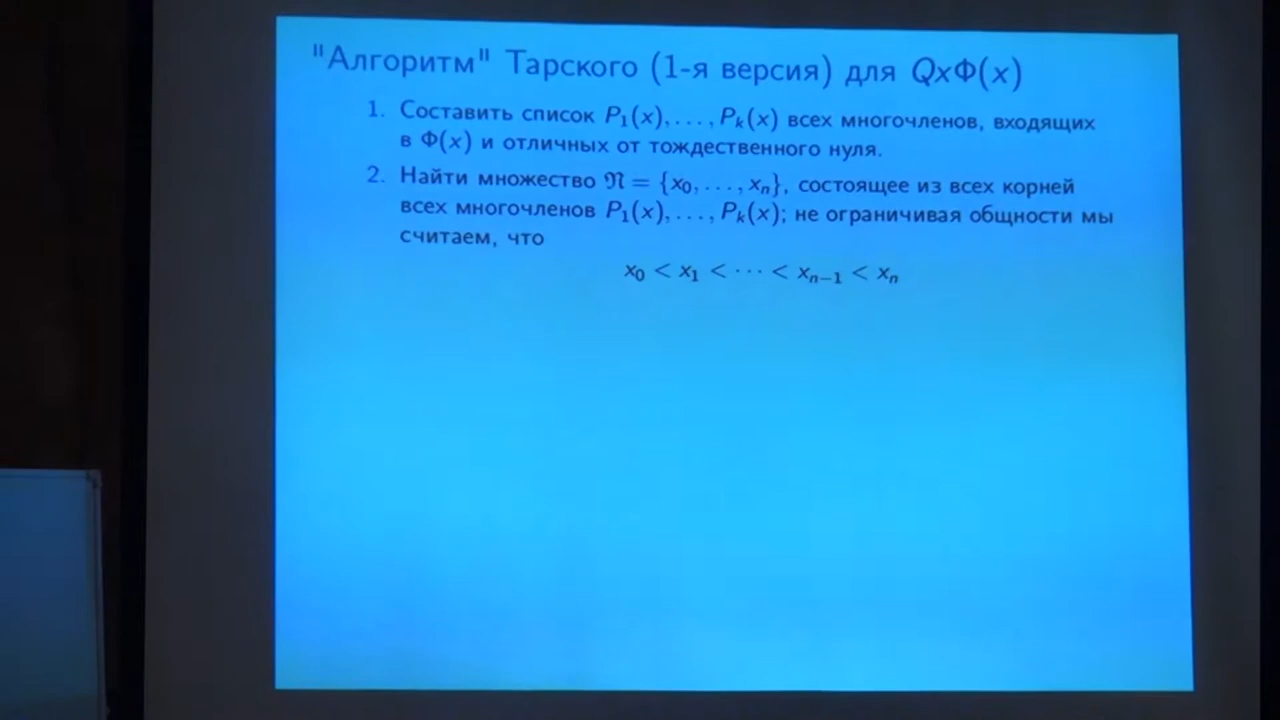 "Алгоритм" Тарского (1-я версия) для QxΦ(x)
1. Составить список P₁(x), . . . , Pₖ(x) всех многочленов, входящих
в Φ(x) и отличных от тождественного нуля.
2. Найти множество 𝔑 = {x₀, . . . , xₙ}, состоящее из всех корней
всех многочленов P₁(x), . . . , Pₖ(x); не ограничивая общности мы
считаем, что
x₀ < x₁ < ··· < xₙ₋₁ < xₙ